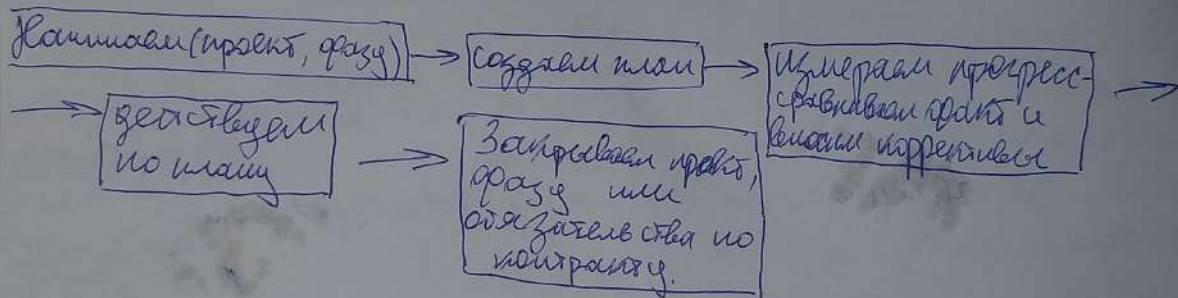 Начинаем (проект, фазу) → создаем план → измеряем прогресс-
сравниваем факт и
вносим коррективы →
→ действуем
по плану → Закрываем проект,
фазу или
обязательства по
контракту.